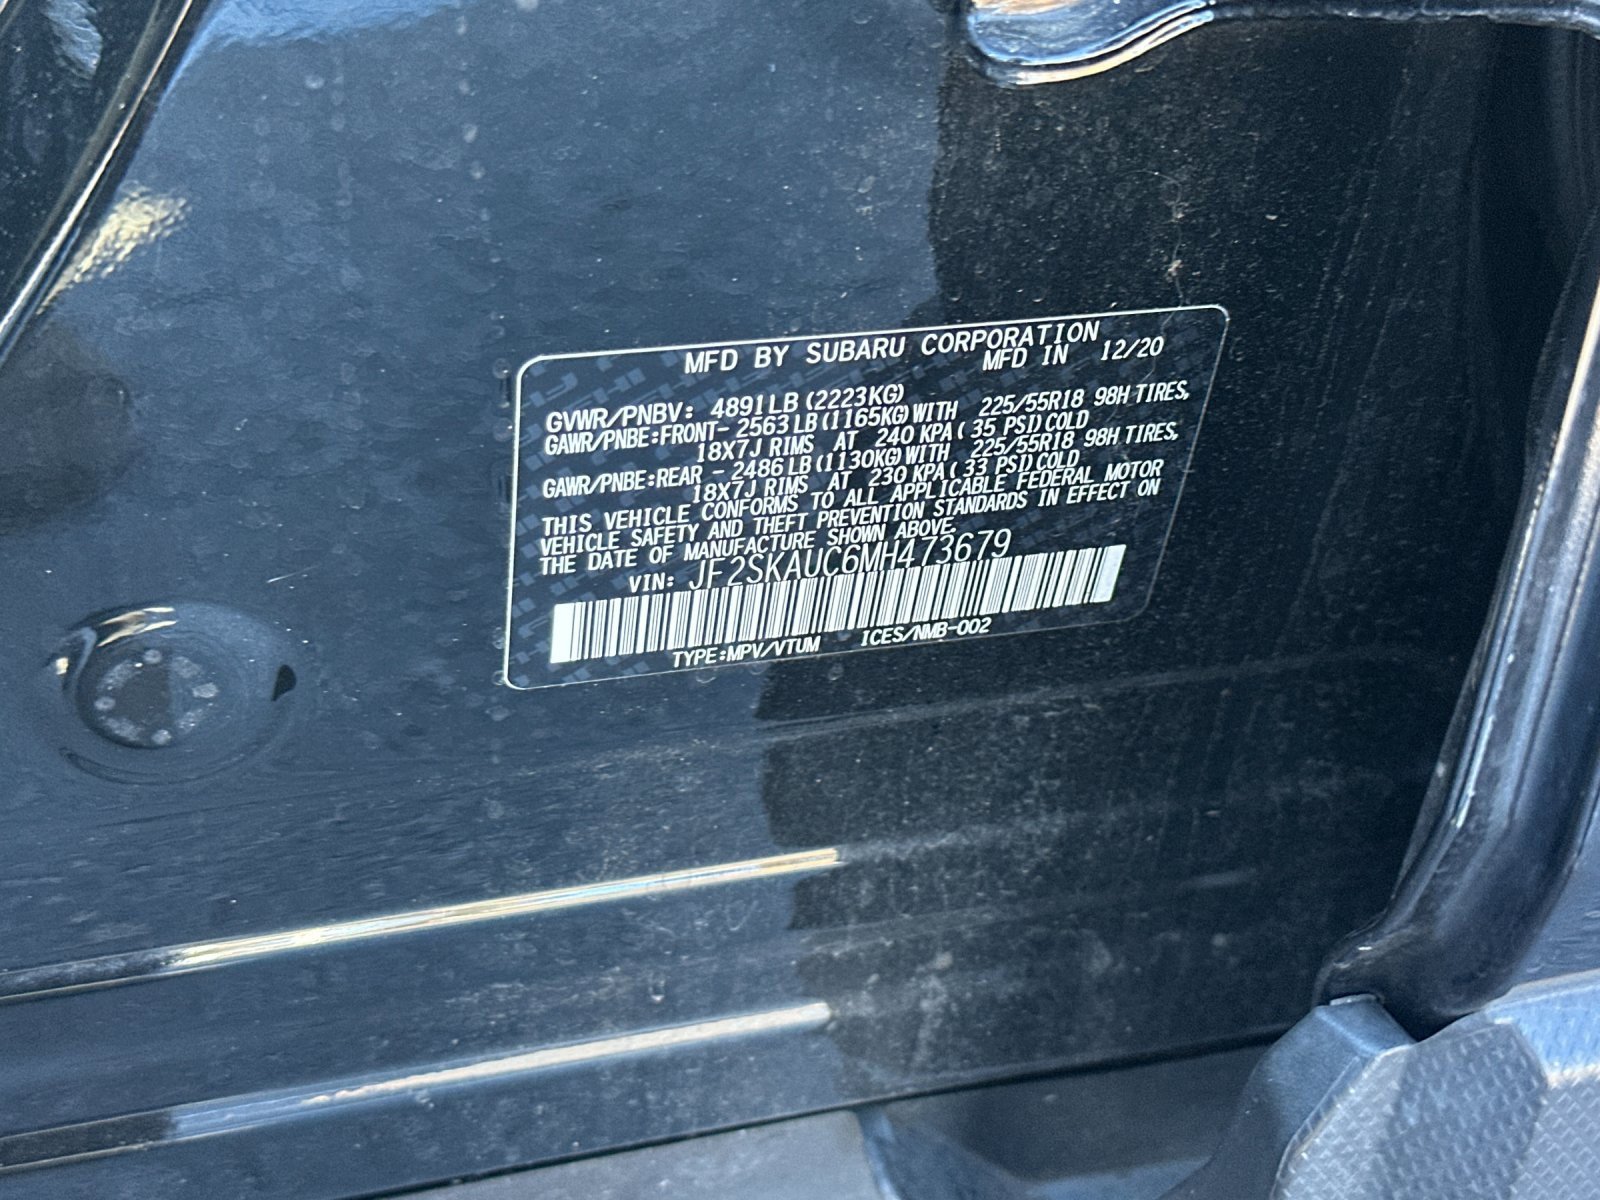 MFD BY SUBARU CORPORATION
MFD IN 12/20
GVWR/PNBV: 4891LB(2223KG)
GAWR/PNBE:FRONT- 2563LB(1165KG)WITH 225/55R18 98H TIRES,
18X7J RIMS AT 240 KPA( 35 PSI)COLD
GAWR/PNBE:REAR - 2486LB(1130KG)WITH 225/55R18 98H TIRES,
18X7J RIMS AT 230 KPA( 33 PSI)COLD
THIS VEHICLE CONFORMS TO ALL APPLICABLE FEDERAL MOTOR
VEHICLE SAFETY AND THEFT PREVENTION STANDARDS IN EFFECT ON
THE DATE OF MANUFACTURE SHOWN ABOVE.
VIN: JF2SKAUC6MH473679
TYPE:MPV/VTUM ICES/NMB-002